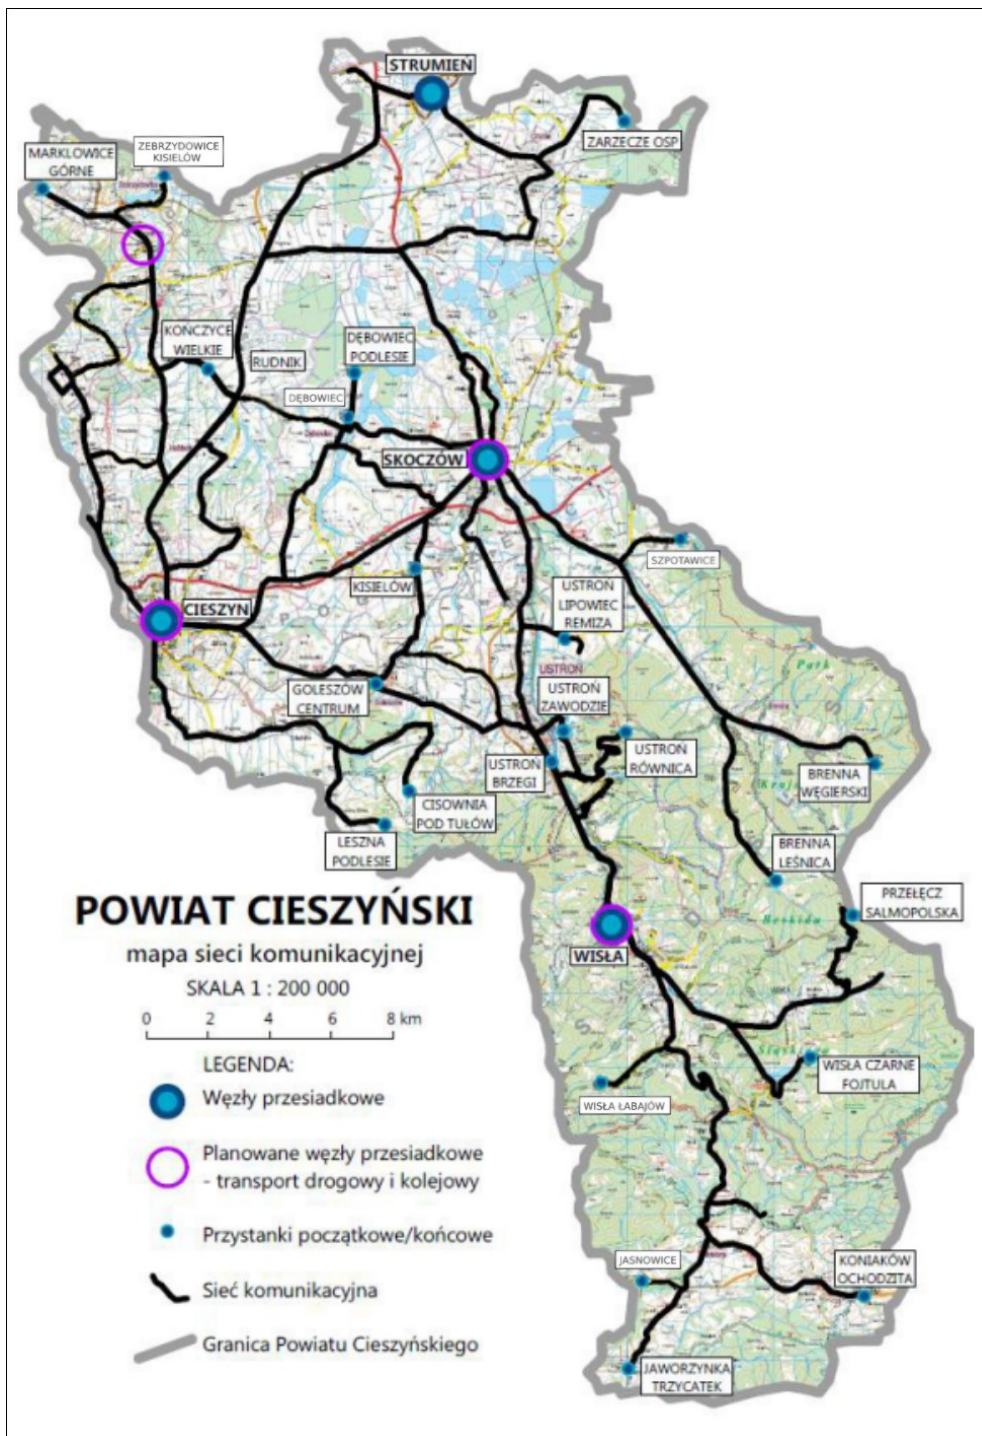 STRUMIEŃ
ZARZECZE OSP
ZEBRZYDOWICE
KISIELÓW
MARKLOWICE
GÓRNE
KOŃCZYCE
WIELKIE
RUDNIK
DĘBOWIEC
PODLESIE
DĘBOWIEC
SKOCZÓW
SZPOTAWICE
KISIELÓW
USTROŃ
LIPOWIEC
REMIZA
CIESZYN
USTROŃ
USTROŃ
ZAWODZIE
GOLESZÓW
CENTRUM
USTROŃ
RÓWNICA
USTROŃ
BRZEGI
BRENNA
WĘGIERSKI
CISOWNIA
POD TUŁÓW
LESZNA
PODLESIE
BRENNA
LEŚNICA
PRZEŁĘCZ
SALMOPOLSKA
WISŁA
WISŁA CZARNE
FOJTULA
WISŁA ŁABAJÓW
JASNOWICE
KONIAKÓW
OCHODZITA
JAWORZYNKA
TRZYCATEK
Park
Beskidu
Śląskiego
POWIAT CIESZYŃSKI
mapa sieci komunikacyjnej
SKALA 1 : 200 000
0 2 4 6 8 km
LEGENDA:
Węzły przesiadkowe
Planowane węzły przesiadkowe
- transport drogowy i kolejowy
Przystanki początkowe/końcowe
Sieć komunikacyjna
Granica Powiatu Cieszyńskiego